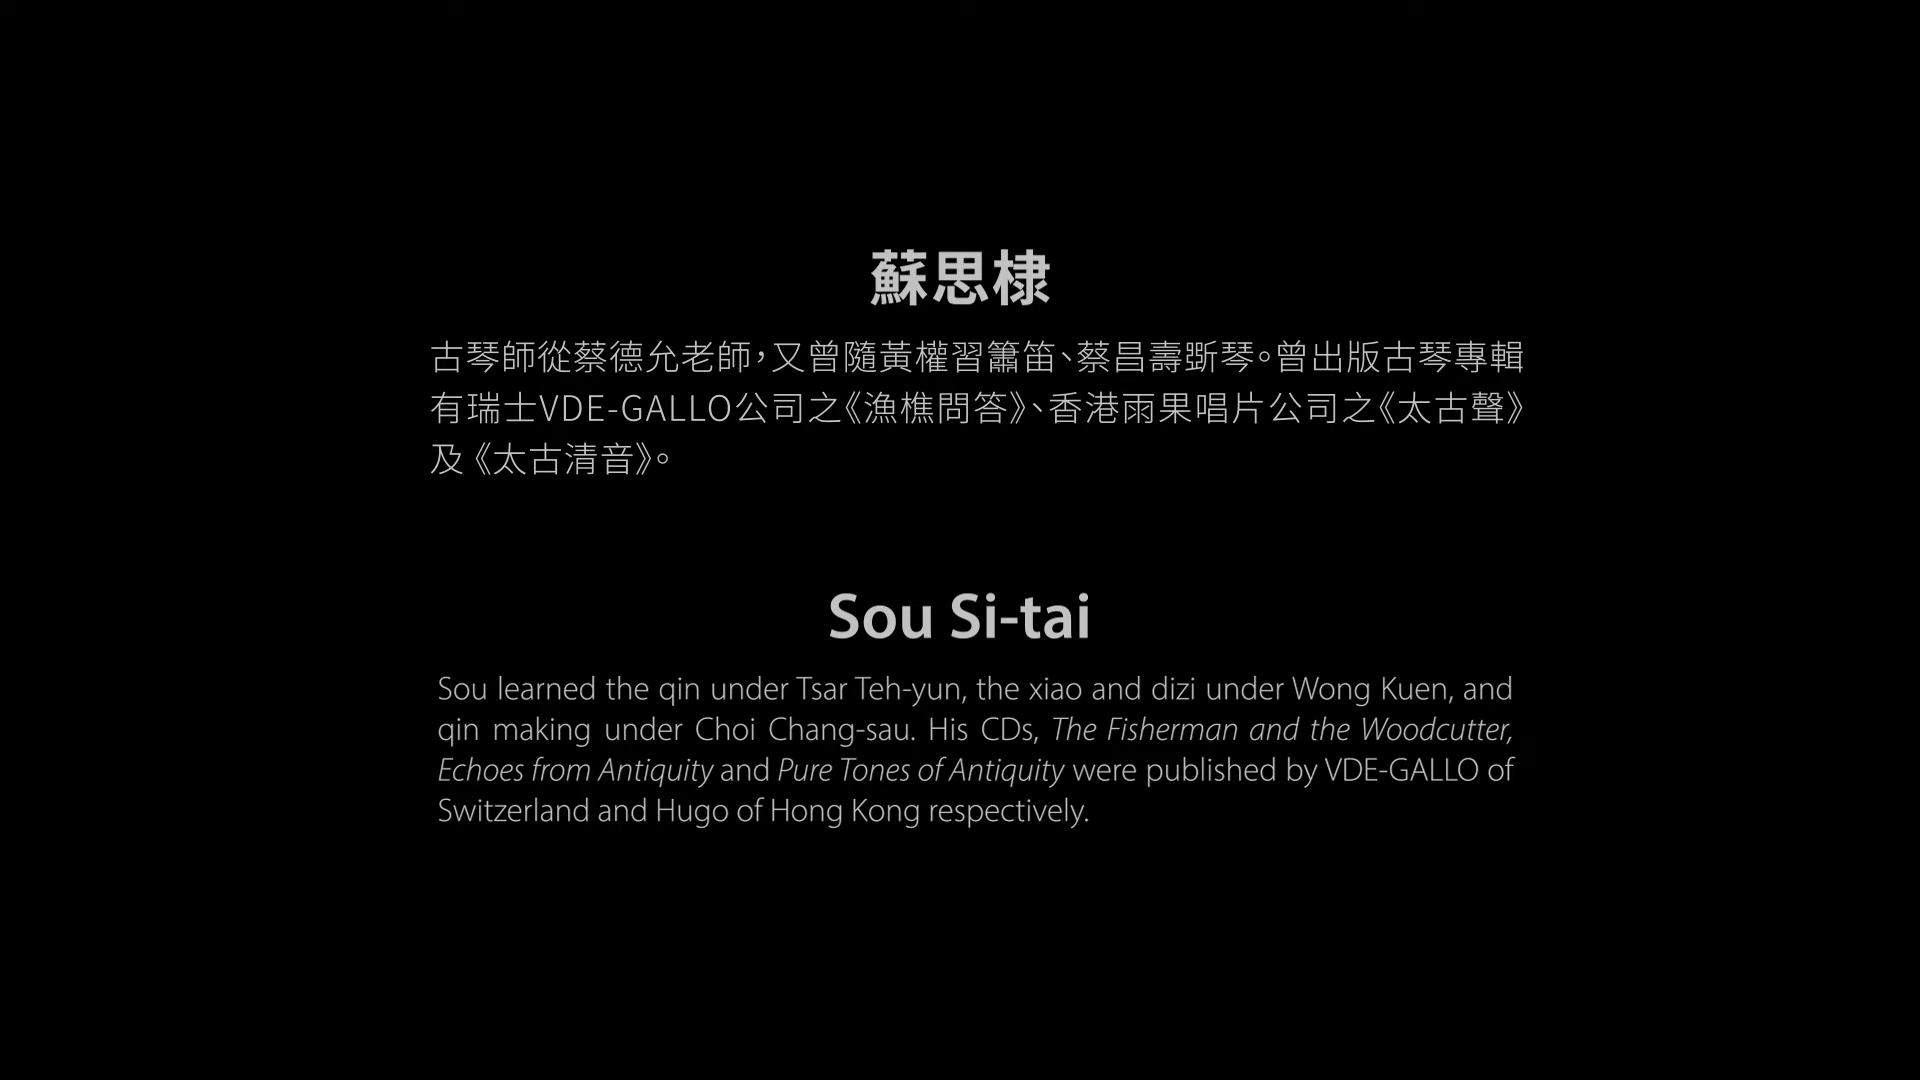 蘇思棣
古琴師從蔡德允老師，又曾隨黃權習簫笛、蔡昌壽斲琴。曾出版古琴專輯
有瑞士VDE-GALLO公司之《漁樵問答》、香港雨果唱片公司之《太古聲》
及《太古清音》。
Sou Si-tai
Sou learned the qin under Tsar Teh-yun, the xiao and dizi under Wong Kuen, and
qin making under Choi Chang-sau. His CDs, The Fisherman and the Woodcutter,
Echoes from Antiquity and Pure Tones of Antiquity were published by VDE-GALLO of
Switzerland and Hugo of Hong Kong respectively.